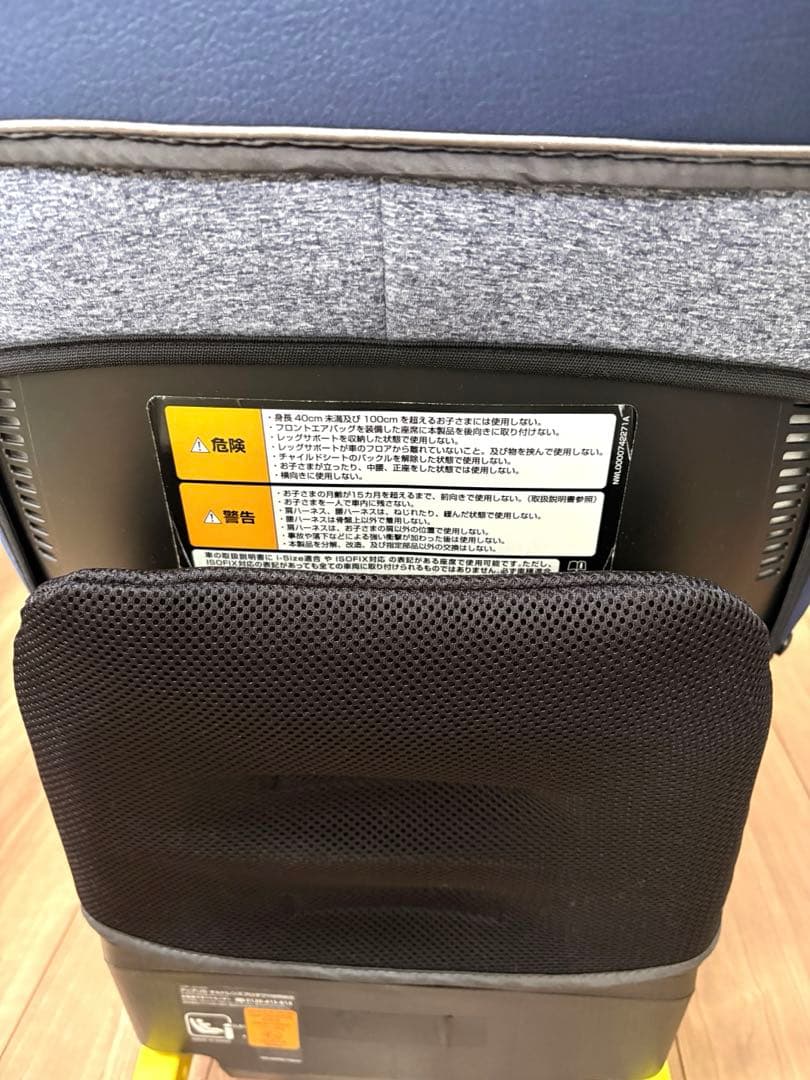 危険
・身長 40cm 未満及び 100cm を超えるお子さまには使用しない。
・フロントエアバッグを装備した座席に本製品を後向きに取り付けない。
・レッグサポートを収納した状態で使用しない。
・レッグサポートが車のフロアから離れていないこと。及び物を挟んで使用しない。
・チャイルドシートのバックルを解除した状態で使用しない。
・お子さまが立ったり、中腰、正座をした状態では使用しない。
・横向きに使用しない。
NWL0000742271A
警告
・お子さまの月齢が15カ月を超えるまで、前向きで使用しない。(取扱説明書参照)
・お子さまを一人で車内に残さない。
・肩ハーネス、腰ハーネスは、ねじれたり、緩んだ状態で使用しない。
・腰ハーネスは骨盤上以外で着用しない。
・肩ハーネスは、お子さまの肩以外の位置で使用しない。
・事故や落下などによる強い衝撃が加わった後は使用しない。
・本製品を分解、改造、及び指定部品以外の交換はしない。
車の取扱説明書に i-Size適合 や ISOFIX対応 の表記がある座席で使用可能です。ただし、
ISOFIX対応の表記があっても全ての車両に取り付けられるものではありません。必ず車種適合